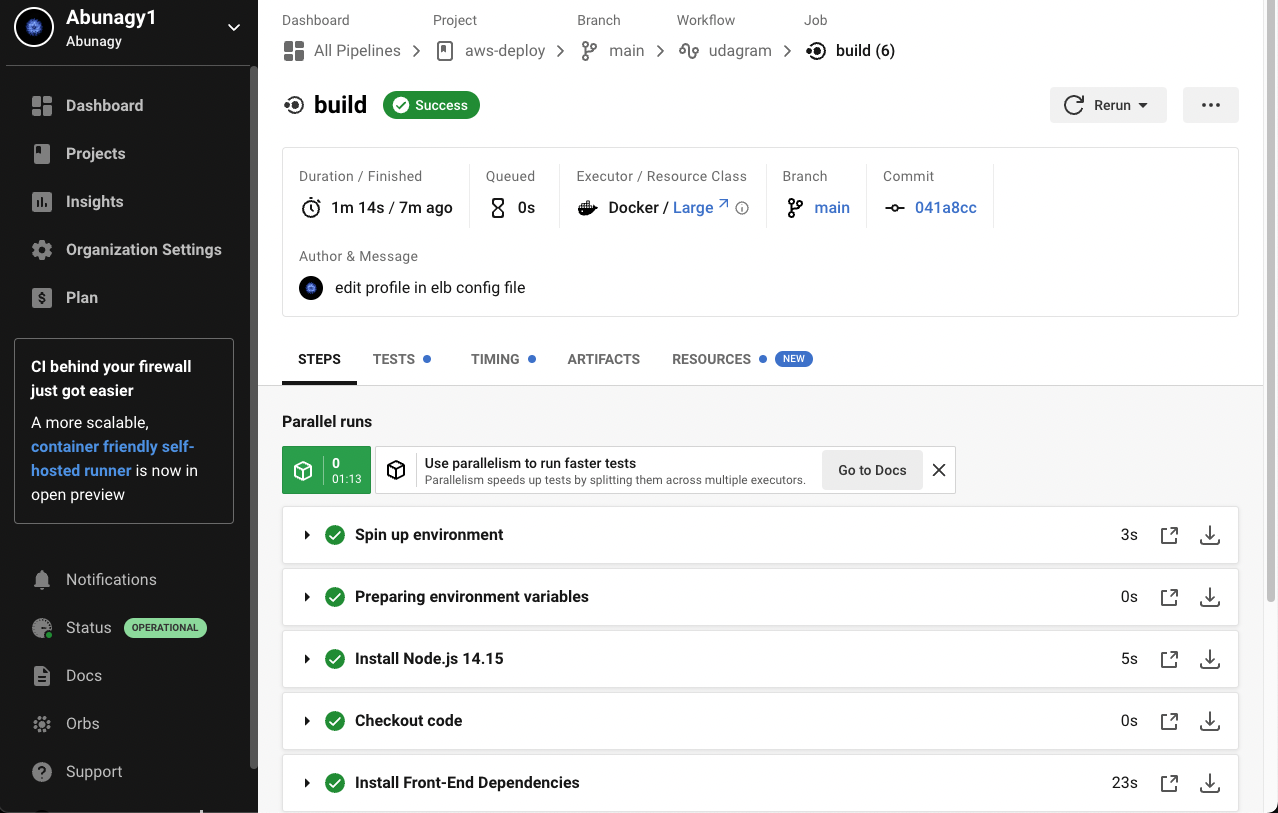 Abunagy1
Abunagy
Dashboard
Projects
Insights
Organization Settings
Plan
CI behind your firewall
just got easier
A more scalable,
container friendly self-
hosted runner is now in
open preview
Notifications
Status OPERATIONAL
Docs
Orbs
Support
Dashboard Project Branch Workflow Job
All Pipelines aws-deploy main udagram build (6)
build Success Rerun
Duration / Finished Queued Executor / Resource Class Branch Commit
1m 14s / 7m ago 0s Docker / Large main 041a8cc
Author & Message
edit profile in elb config file
STEPS TESTS TIMING ARTIFACTS RESOURCES NEW
Parallel runs
0
01:13
Use parallelism to run faster tests
Parallelism speeds up tests by splitting them across multiple executors.
Go to Docs
Spin up environment 3s
Preparing environment variables 0s
Install Node.js 14.15 5s
Checkout code 0s
Install Front-End Dependencies 23s